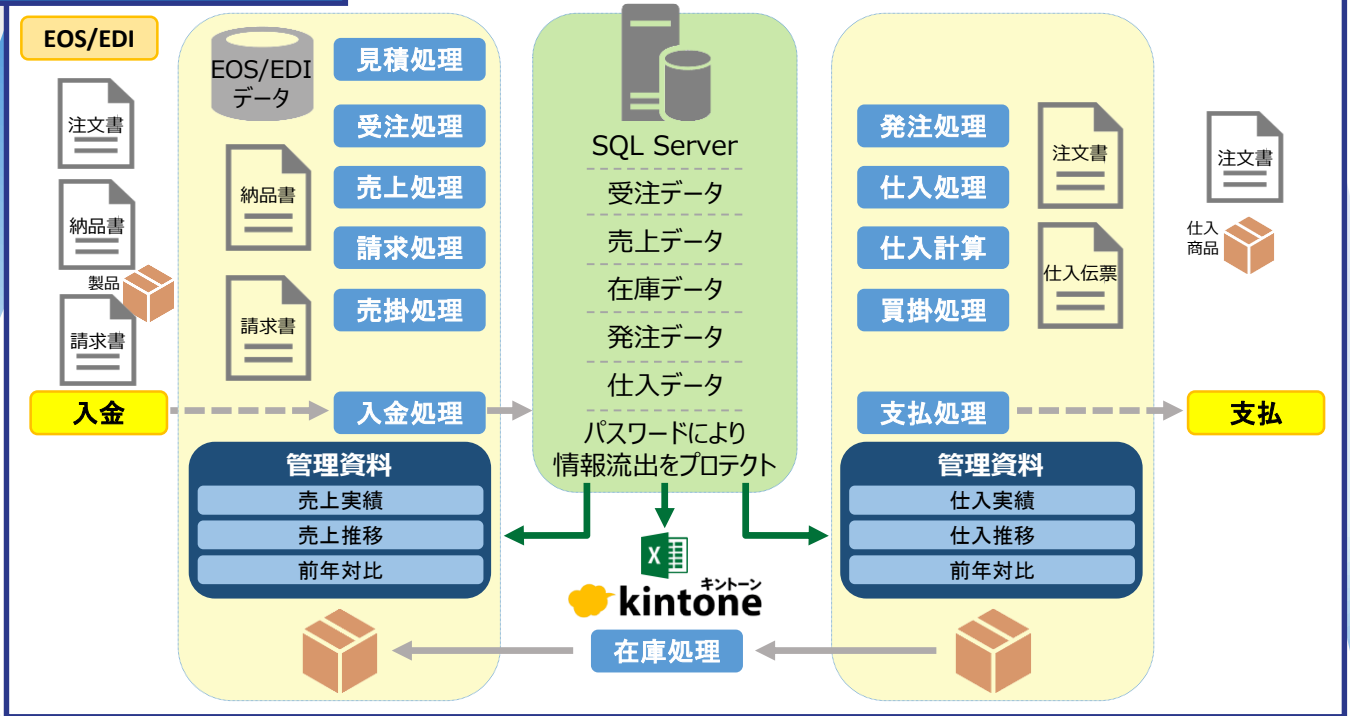 EOS/EDI
注文書
納品書
製品
請求書
入金
EOS/EDI
データ
納品書
請求書
見積処理
受注処理
売上処理
請求処理
売掛処理
入金処理
管理資料
売上実績
売上推移
前年対比
SQL Server
受注データ
売上データ
在庫データ
発注データ
仕入データ
パスワードにより
情報流出をプロテクト
X
キントーン
kintone
在庫処理
発注処理
仕入処理
仕入計算
買掛処理
支払処理
注文書
仕入伝票
管理資料
仕入実績
仕入推移
前年対比
注文書
仕入
商品
支払